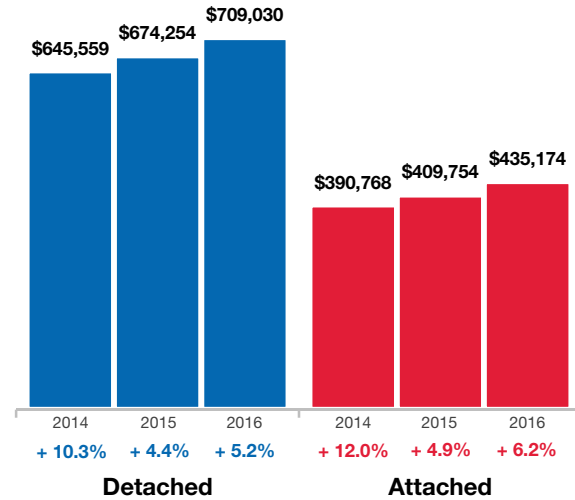 $645,559
$674,254
$709,030
$390,768
$409,754
$435,174
2014 2015 2016 2014 2015 2016
+ 10.3% + 4.4% + 5.2% + 12.0% + 4.9% + 6.2%
Detached Attached